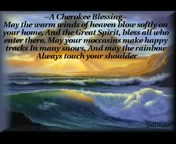 ~A Cherokee Blessing~
May the warm winds of heaven blow softly on
your home, And the Great Spirit, bless all who
enter there. May your moccasins make happy
tracks In many snows, And may the rainbow
Always touch your shoulder